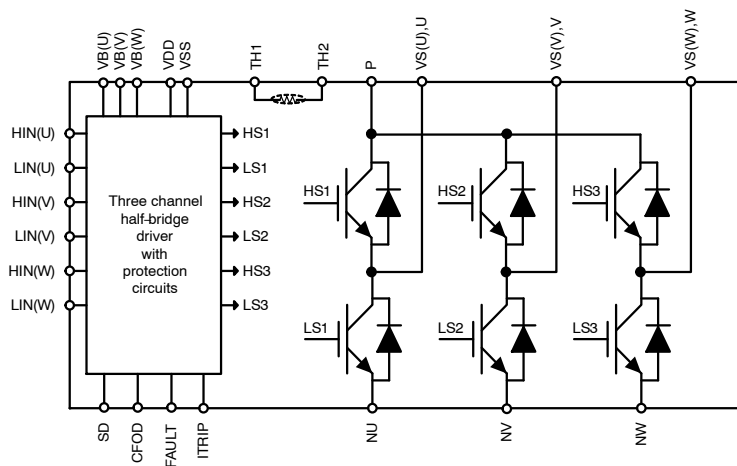 VB(U)
VB(V)
VB(W)
VDD
VSS
TH1
TH2
P
VS(U),U
VS(V),V
VS(W),W
HIN(U)
LIN(U)
HIN(V)
LIN(V)
HIN(W)
LIN(W)
Three channel
half-bridge
driver
with
protection
circuits
HS1
LS1
HS2
LS2
HS3
LS3
HS1
HS2
HS3
LS1
LS2
LS3
SD
CFOD
FAULT
ITRIP
NU
NV
NW